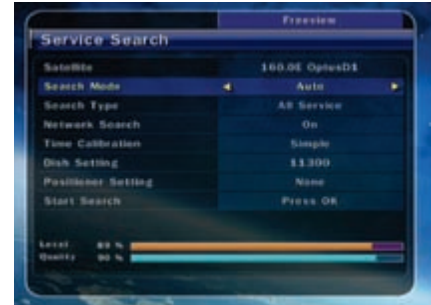 Freeview
Service Search
Satellite 160.0E OptusD1
Search Mode Auto
Search Type All Service
Network Search On
Time Calibration Simple
Dish Setting 11300
Positioner Setting None
Start Search Press OK
Level 89 %
Quality 90 %